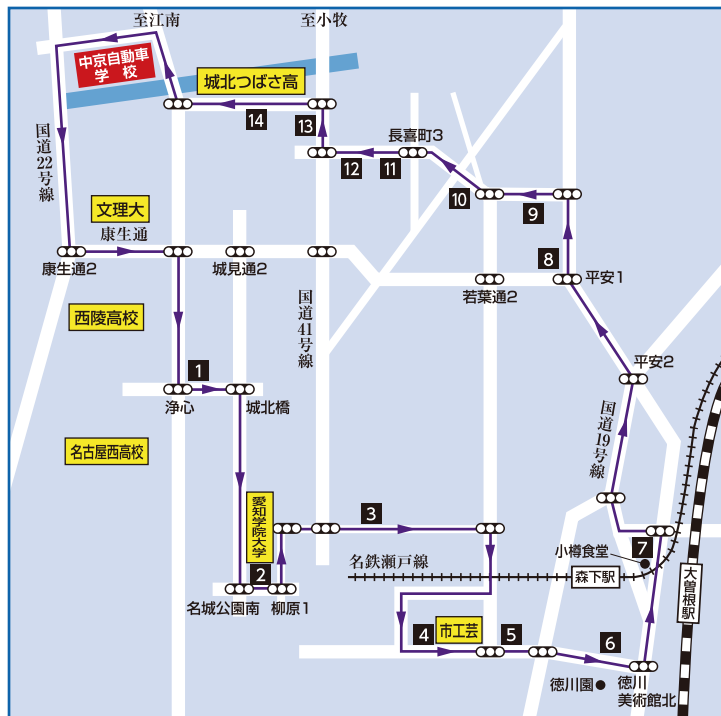 至江南
至小牧
中京自動車
学 校
城北つばさ高
14
13
長喜町3
12
11
国道22号線
文理大
康生通
10
9
8
康生通2
城見通2
若葉通2
平安1
西陵高校
国道41号線
1
平安2
浄心
城北橋
国道19号線
名古屋西高校
愛知学院大学
3
7
小樽食堂
名鉄瀬戸線
森下駅
大曽根駅
2
名城公園南
柳原1
4
市工芸
5
6
徳川園
徳川
美術館北